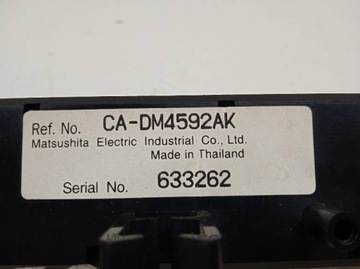 Ref. No. CA-DM4592AK
Matsushita Electric Industrial Co., Ltd.
Made in Thailand
Serial No. 633262